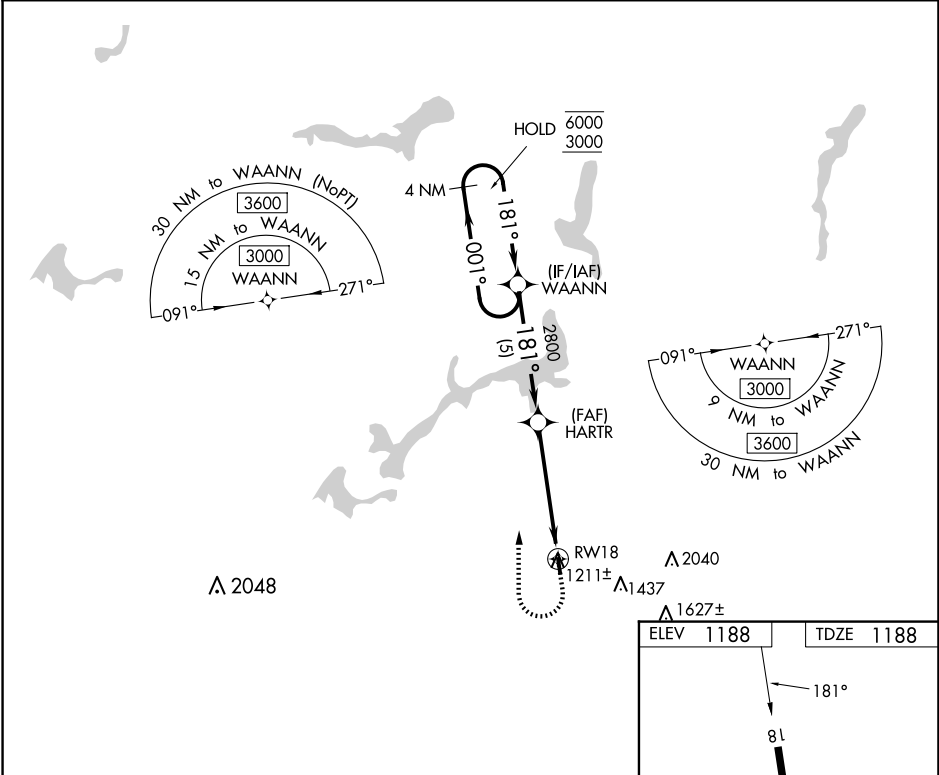 HOLD 6000
3000
4 NM
181°
001°
(IF/IAF)
WAANN
30 NM to WAANN (NoPT)
3600
15 NM to WAANN
3000
WAANN
091°
271°
181°
(5)
2800
(FAF)
HARTR
091°
271°
WAANN
3000
9 NM to WAANN
3600
30 NM to WAANN
RW18
1211±
2040
1437
2048
1627±
ELEV 1188
TDZE 1188
181°
18